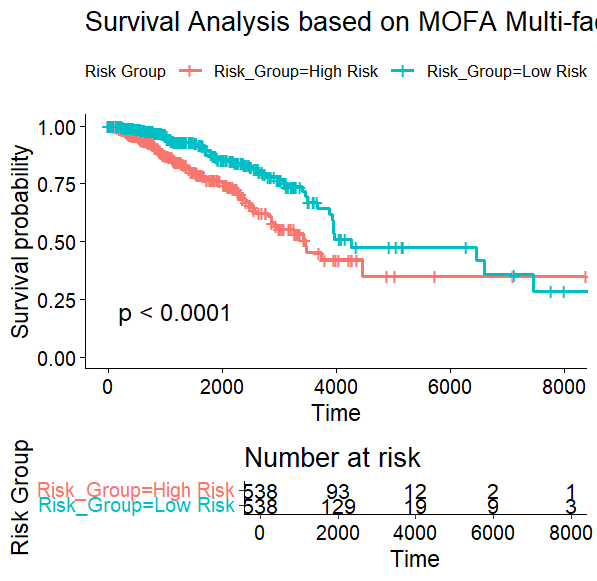 Survival Analysis based on MOFA Multi-fac
Risk Group Risk_Group=High Risk Risk_Group=Low Risk
1.00
0.75
0.50
0.25
0.00
Survival probability
p < 0.0001
0 2000 4000 6000 8000
Time
Number at risk
Risk Group
Risk_Group=High Risk 538 93 12 2 1
Risk_Group=Low Risk 538 129 19 9 3
0 2000 4000 6000 8000
Time